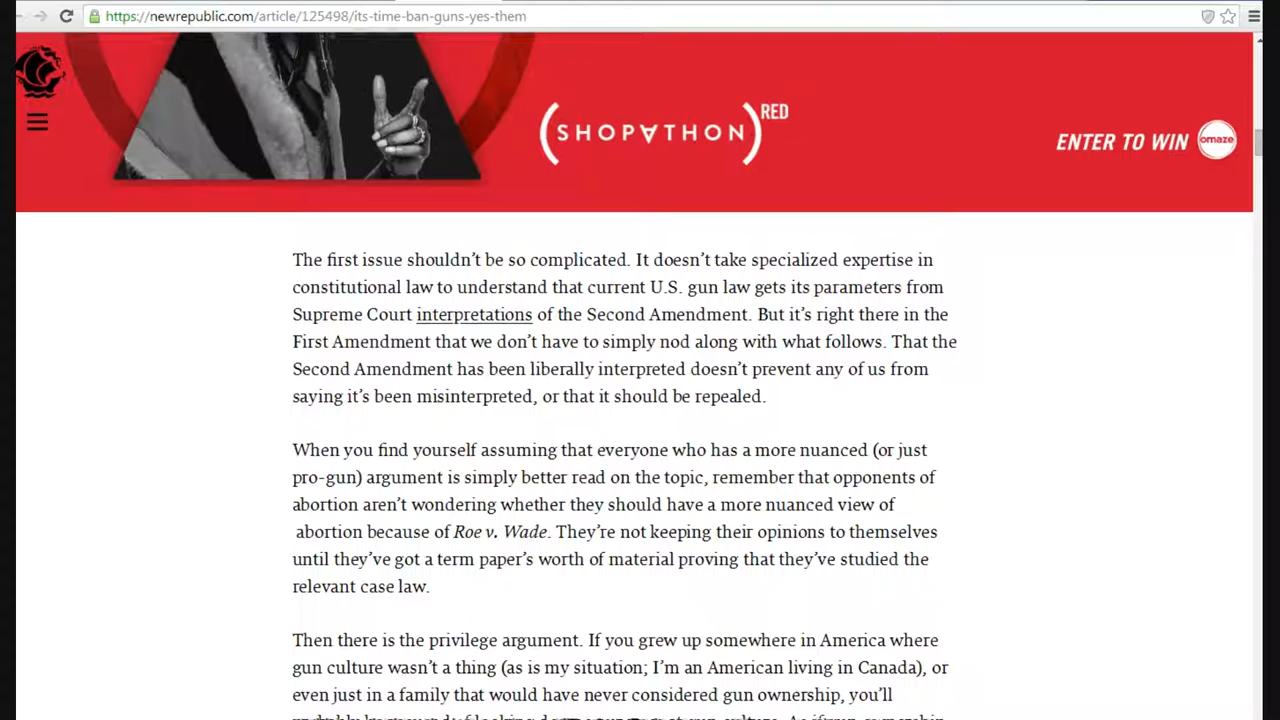 https://newrepublic.com/article/125498/its-time-ban-guns-yes-them
(SHOPATHON)RED
ENTER TO WIN omaze
The first issue shouldn't be so complicated. It doesn't take specialized expertise in
constitutional law to understand that current U.S. gun law gets its parameters from
Supreme Court interpretations of the Second Amendment. But it's right there in the
First Amendment that we don't have to simply nod along with what follows. That the
Second Amendment has been liberally interpreted doesn't prevent any of us from
saying it's been misinterpreted, or that it should be repealed.
When you find yourself assuming that everyone who has a more nuanced (or just
pro-gun) argument is simply better read on the topic, remember that opponents of
abortion aren't wondering whether they should have a more nuanced view of
abortion because of Roe v. Wade. They're not keeping their opinions to themselves
until they've got a term paper's worth of material proving that they've studied the
relevant case law.
Then there is the privilege argument. If you grew up somewhere in America where
gun culture wasn't a thing (as is my situation; I'm an American living in Canada), or
even just in a family that would have never considered gun ownership, you'll